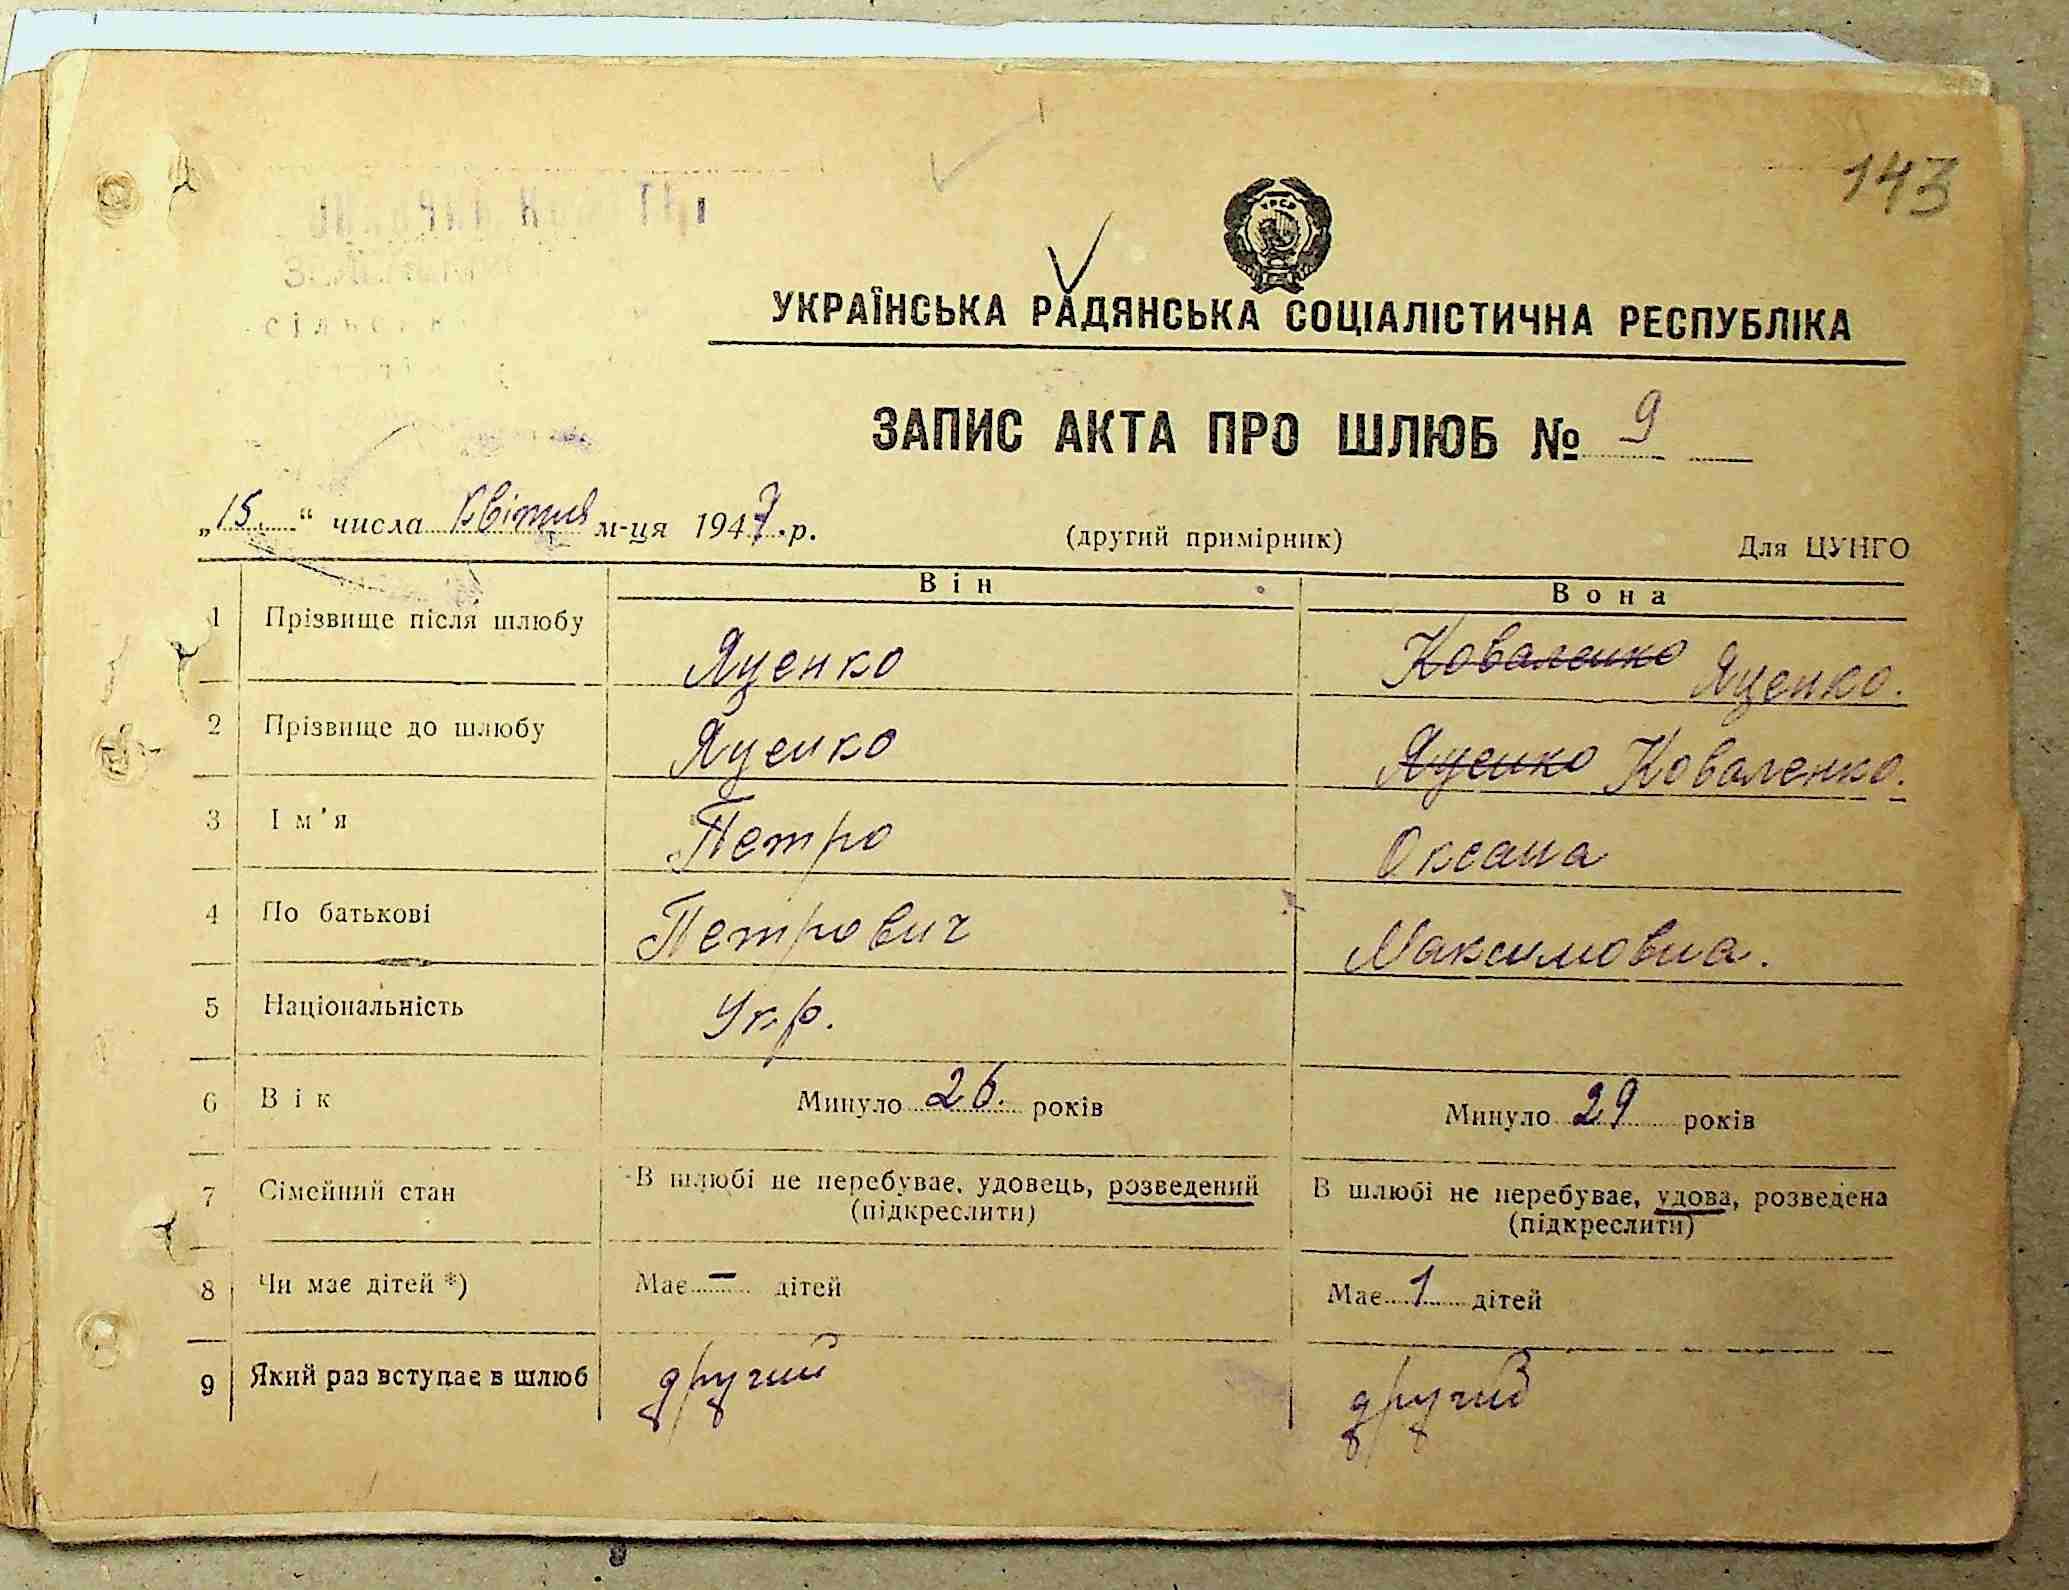 143
УКРАЇНСЬКА РАДЯНСЬКА СОЦІАЛІСТИЧНА РЕСПУБЛІКА
ЗАПИС АКТА ПРО ШЛЮБ № 9
„15.“ числа квітня м-ця 1947.р.
(другий примірник)
Для ЦУНГО
Він Вона
1 Прізвище після шлюбу Яценко Коваленко Яценко.
2 Прізвище до шлюбу Яценко Яценко Коваленко.
3 Ім'я Петро Оксана
4 По батькові Петрович Максимовна.
5 Національність Укр.
6 Вік Минуло 26. років Минуло 29 років
7 Сімейний стан В шлюбі не перебуває, удовець, розведений В шлюбі не перебуває, удова, розведена
(підкреслити) (підкреслити)
8 Чи має дітей *) Має – дітей Має 1 дітей
9 Який раз вступає в шлюб другий другий